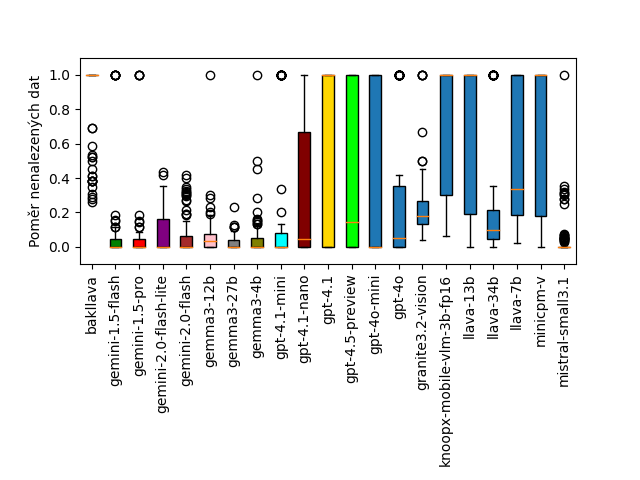 Poměr nenalezených dat
1.0
0.8
0.6
0.4
0.2
0.0
bakllava
gemini-1.5-flash
gemini-1.5-pro
gemini-2.0-flash-lite
gemini-2.0-flash
gemma3-12b
gemma3-27b
gemma3-4b
gpt-4.1-mini
gpt-4.1-nano
gpt-4.1
gpt-4.5-preview
gpt-4o-mini
gpt-4o
granite3.2-vision
knoopx-mobile-vlm-3b-fp16
llava-13b
llava-34b
llava-7b
minicpm-v
mistral-small3.1